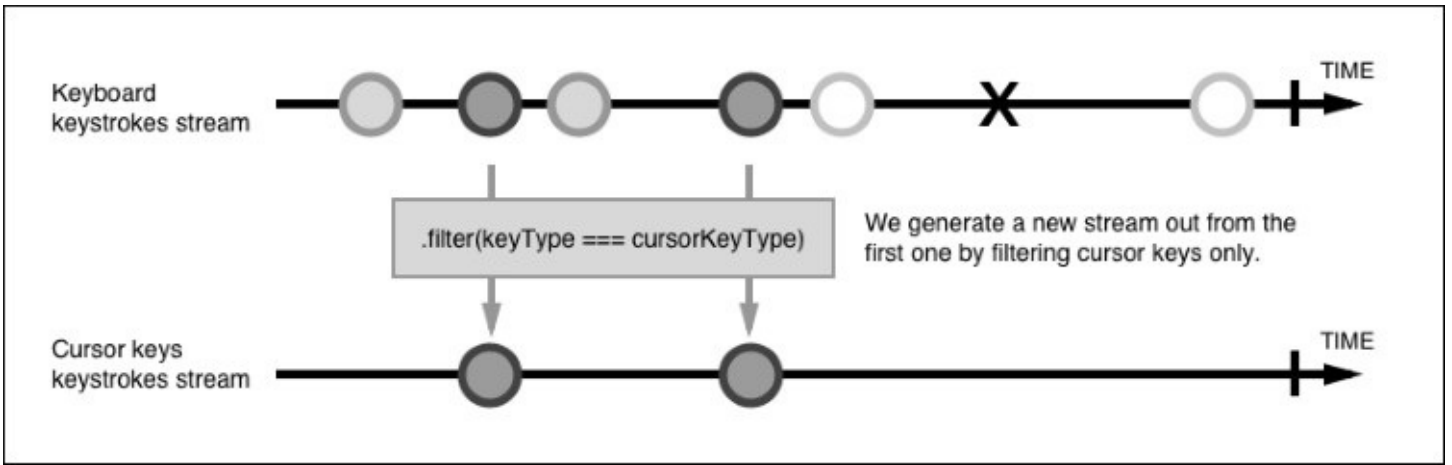 TIME
Keyboard
keystrokes stream
X
.filter(keyType === cursorKeyType)
We generate a new stream out from the
first one by filtering cursor keys only.
TIME
Cursor keys
keystrokes stream